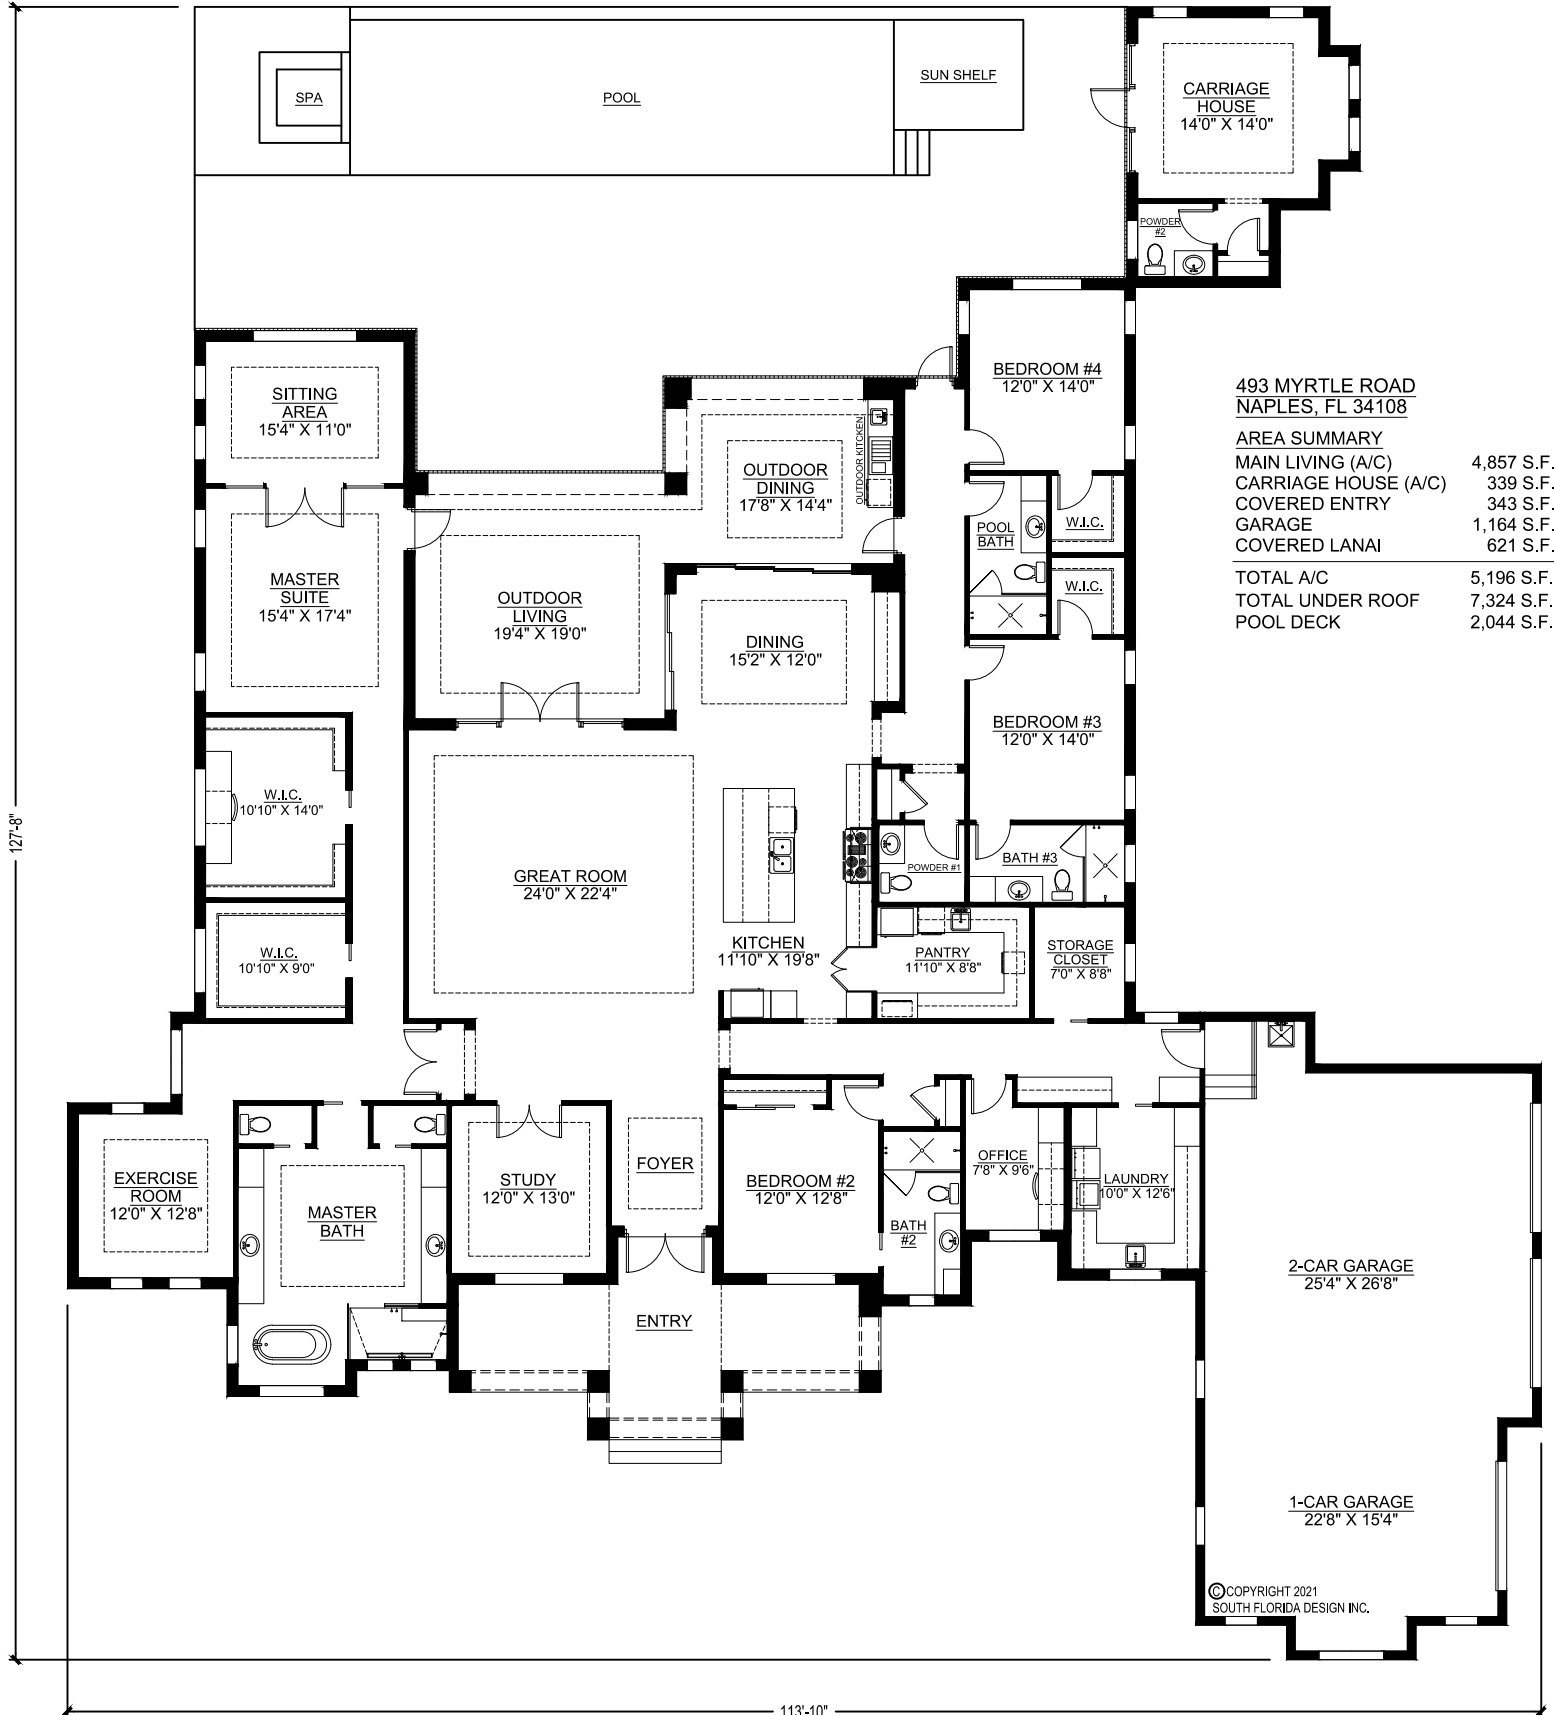 SPA
POOL
SUN SHELF
CARRIAGE
HOUSE
14'0" X 14'0"
POWDER
#2
SITTING
AREA
15'4" X 11'0"
OUTDOOR
DINING
17'8" X 14'4"
OUTDOOR KITCKEN
BEDROOM #4
12'0" X 14'0"
493 MYRTLE ROAD
NAPLES, FL 34108
AREA SUMMARY
MAIN LIVING (A/C) 4,857 S.F.
CARRIAGE HOUSE (A/C) 339 S.F.
COVERED ENTRY 343 S.F.
GARAGE 1,164 S.F.
COVERED LANAI 621 S.F.
TOTAL A/C 5,196 S.F.
TOTAL UNDER ROOF 7,324 S.F.
POOL DECK 2,044 S.F.
POOL
BATH
W.I.C.
W.I.C.
MASTER
SUITE
15'4" X 17'4"
OUTDOOR
LIVING
19'4" X 19'0"
DINING
15'2" X 12'0"
BEDROOM #3
12'0" X 14'0"
W.I.C.
10'10" X 14'0"
127'-8"
GREAT ROOM
24'0" X 22'4"
POWDER #1
BATH #3
W.I.C.
10'10" X 9'0"
KITCHEN
11'10" X 19'8"
PANTRY
11'10" X 8'8"
STORAGE
CLOSET
7'0" X 8'8"
EXERCISE
ROOM
12'0" X 12'8"
MASTER
BATH
STUDY
12'0" X 13'0"
FOYER
BEDROOM #2
12'0" X 12'8"
BATH
#2
OFFICE
7'8" X 9'6"
LAUNDRY
10'0" X 12'6"
2-CAR GARAGE
25'4" X 26'8"
ENTRY
1-CAR GARAGE
22'8" X 15'4"
© COPYRIGHT 2021
SOUTH FLORIDA DESIGN INC.
113'-10"